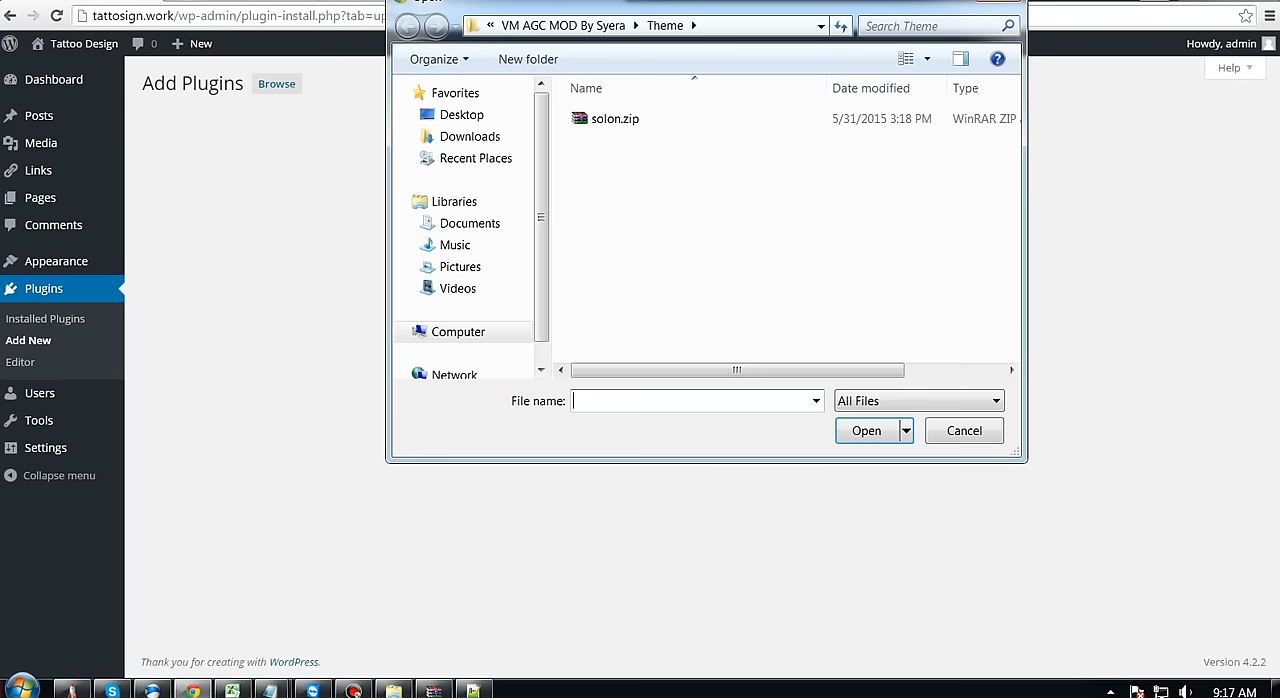 Open
tattosign.work/wp-admin/plugin-install.php?tab=up
« VM AGC MOD By Syera
Theme
Search Theme
Tattoo Design
0
New
Howdy, admin
Organize
New folder
Help
Add Plugins
Browse
Dashboard
Posts
Media
Links
Pages
Comments
Appearance
Plugins
Installed Plugins
Add New
Editor
Users
Tools
Settings
Collapse menu
Favorites
Desktop
Downloads
Recent Places
Libraries
Documents
Music
Pictures
Videos
Computer
Network
Name
Date modified
Type
solon.zip
5/31/2015 3:18 PM
WinRAR ZIP
File name:
All Files
Open
Cancel
Thank you for creating with WordPress.
Version 4.2.2
9:17 AM